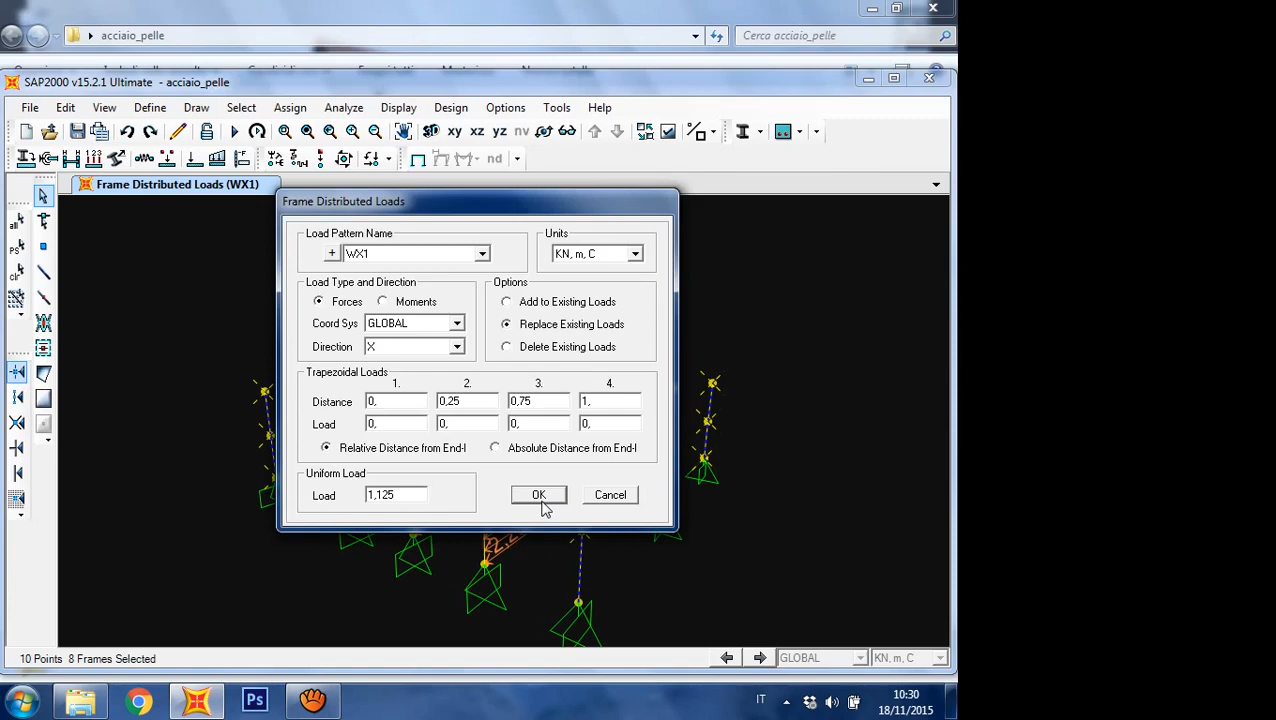 acciaio_pelle
Cerca acciaio_pelle
SAP2000 v15.2.1 Ultimate - acciaio_pelle
File Edit View Define Draw Select Assign Analyze Display Design Options Tools Help
3D xy xz yz nv
nd
Frame Distributed Loads (WX1)
all
PS
clr
Frame Distributed Loads
Load Pattern Name
+ WX1
Units
KN, m, C
Load Type and Direction
Forces Moments
Coord Sys GLOBAL
Direction X
Options
Add to Existing Loads
Replace Existing Loads
Delete Existing Loads
Trapezoidal Loads
1. 2. 3. 4.
Distance 0, 0,25 0,75 1,
Load 0, 0, 0, 0,
Relative Distance from End-I Absolute Distance from End-I
Uniform Load
Load 1,125
OK Cancel
10 Points 8 Frames Selected
GLOBAL KN, m, C
Ps
IT
10:30
18/11/2015